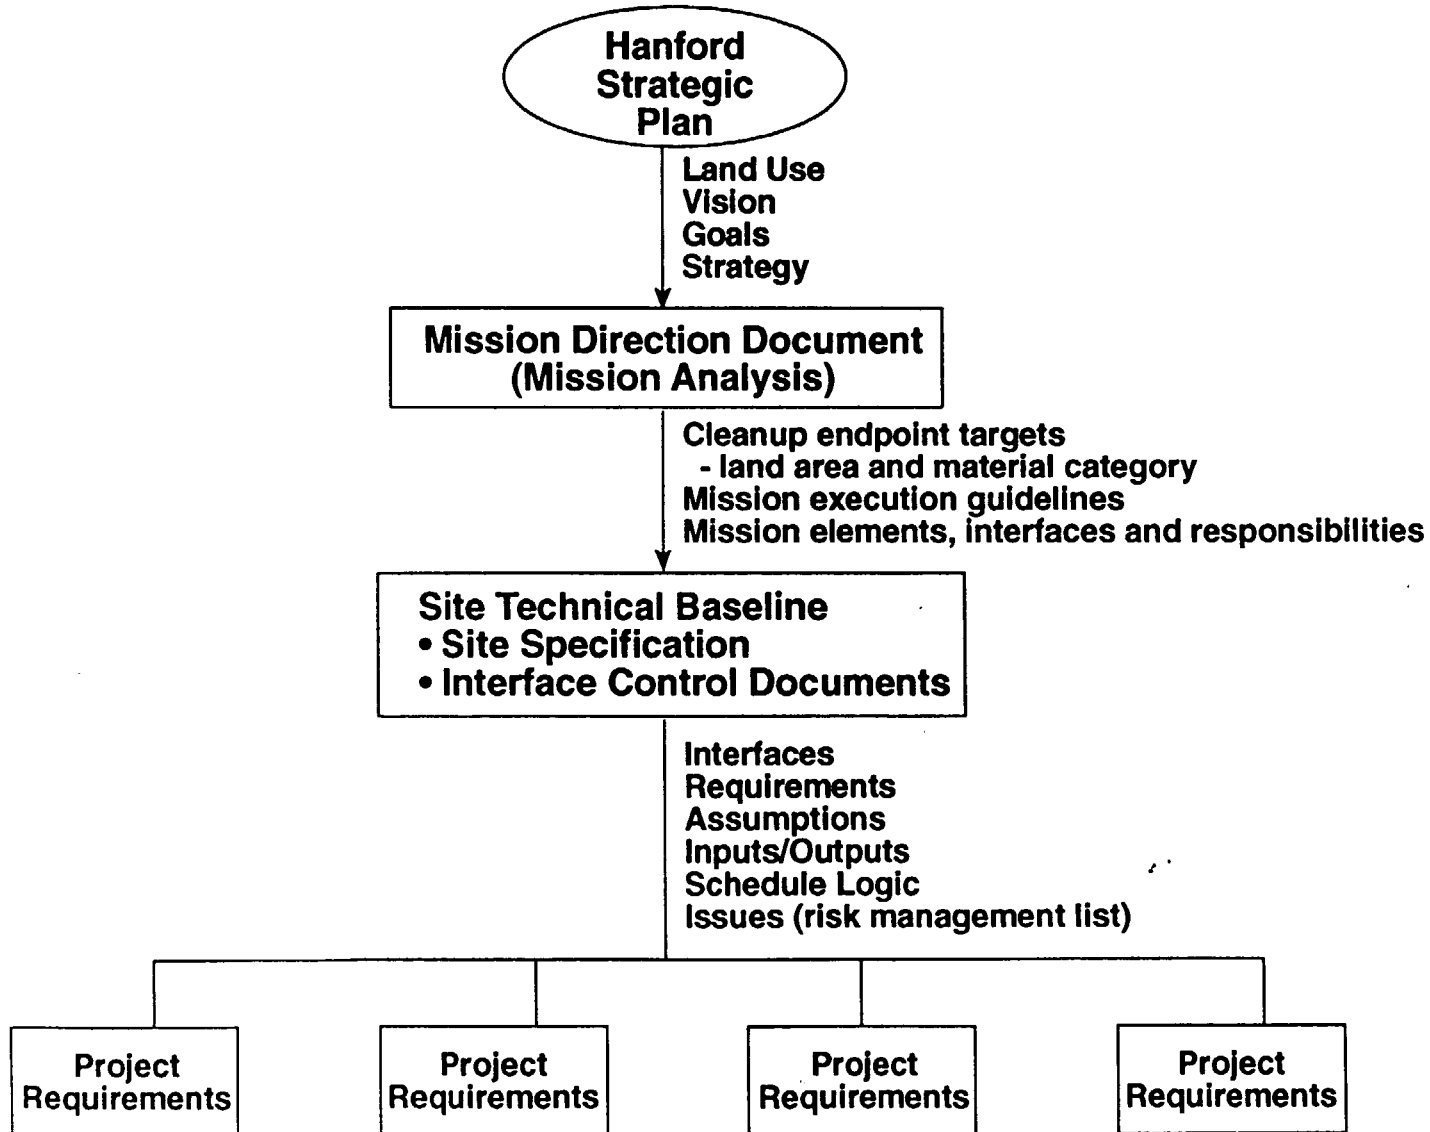 Hanford
Strategic
Plan
Land Use
Vision
Goals
Strategy
Mission Direction Document
(Mission Analysis)
Cleanup endpoint targets
- land area and material category
Mission execution guidelines
Mission elements, interfaces and responsibilities
Site Technical Baseline
• Site Specification
• Interface Control Documents
Interfaces
Requirements
Assumptions
Inputs/Outputs
Schedule Logic
Issues (risk management list)
Project
Requirements
Project
Requirements
Project
Requirements
Project
Requirements